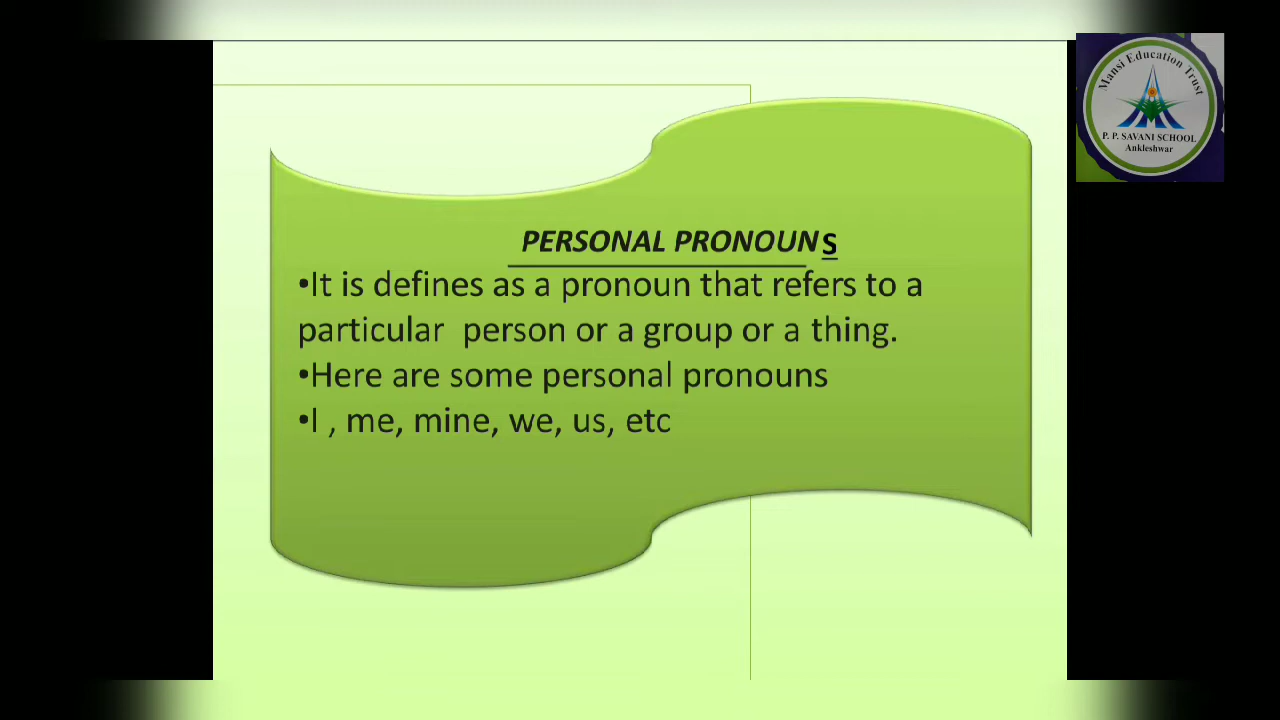 PERSONAL PRONOUNS
•It is defines as a pronoun that refers to a
particular person or a group or a thing.
•Here are some personal pronouns
•I , me, mine, we, us, etc
Mansi Education Trust
P. P. SAVANI SCHOOL
Ankleshwar